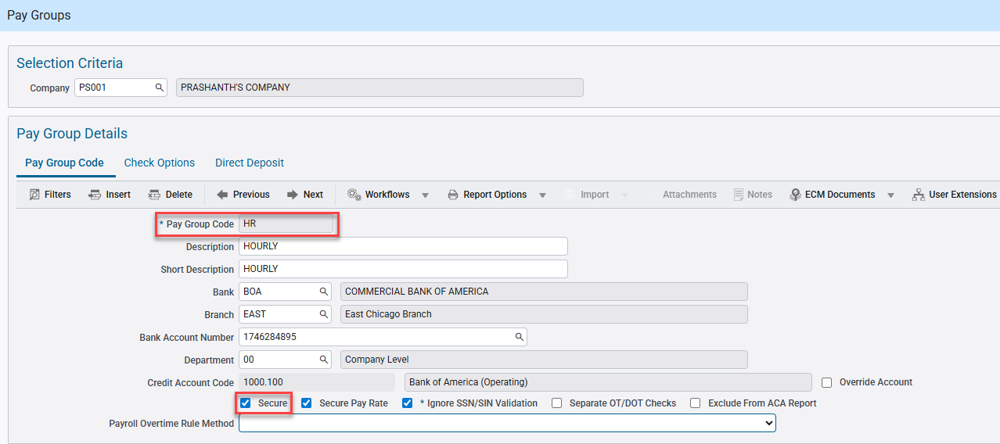 Pay Groups
Selection Criteria
Company PS001 PRASHANTH'S COMPANY
Pay Group Details
Pay Group Code Check Options Direct Deposit
Filters Insert Delete Previous Next Workflows Report Options Import Attachments Notes ECM Documents User Extensions
* Pay Group Code HR
Description HOURLY
Short Description HOURLY
Bank BOA COMMERCIAL BANK OF AMERICA
Branch EAST East Chicago Branch
Bank Account Number 1746284895
Department 00 Company Level
Credit Account Code 1000.100 Bank of America (Operating) Override Account
Secure Secure Pay Rate * Ignore SSN/SIN Validation Separate OT/DOT Checks Exclude From ACA Report
Payroll Overtime Rule Method